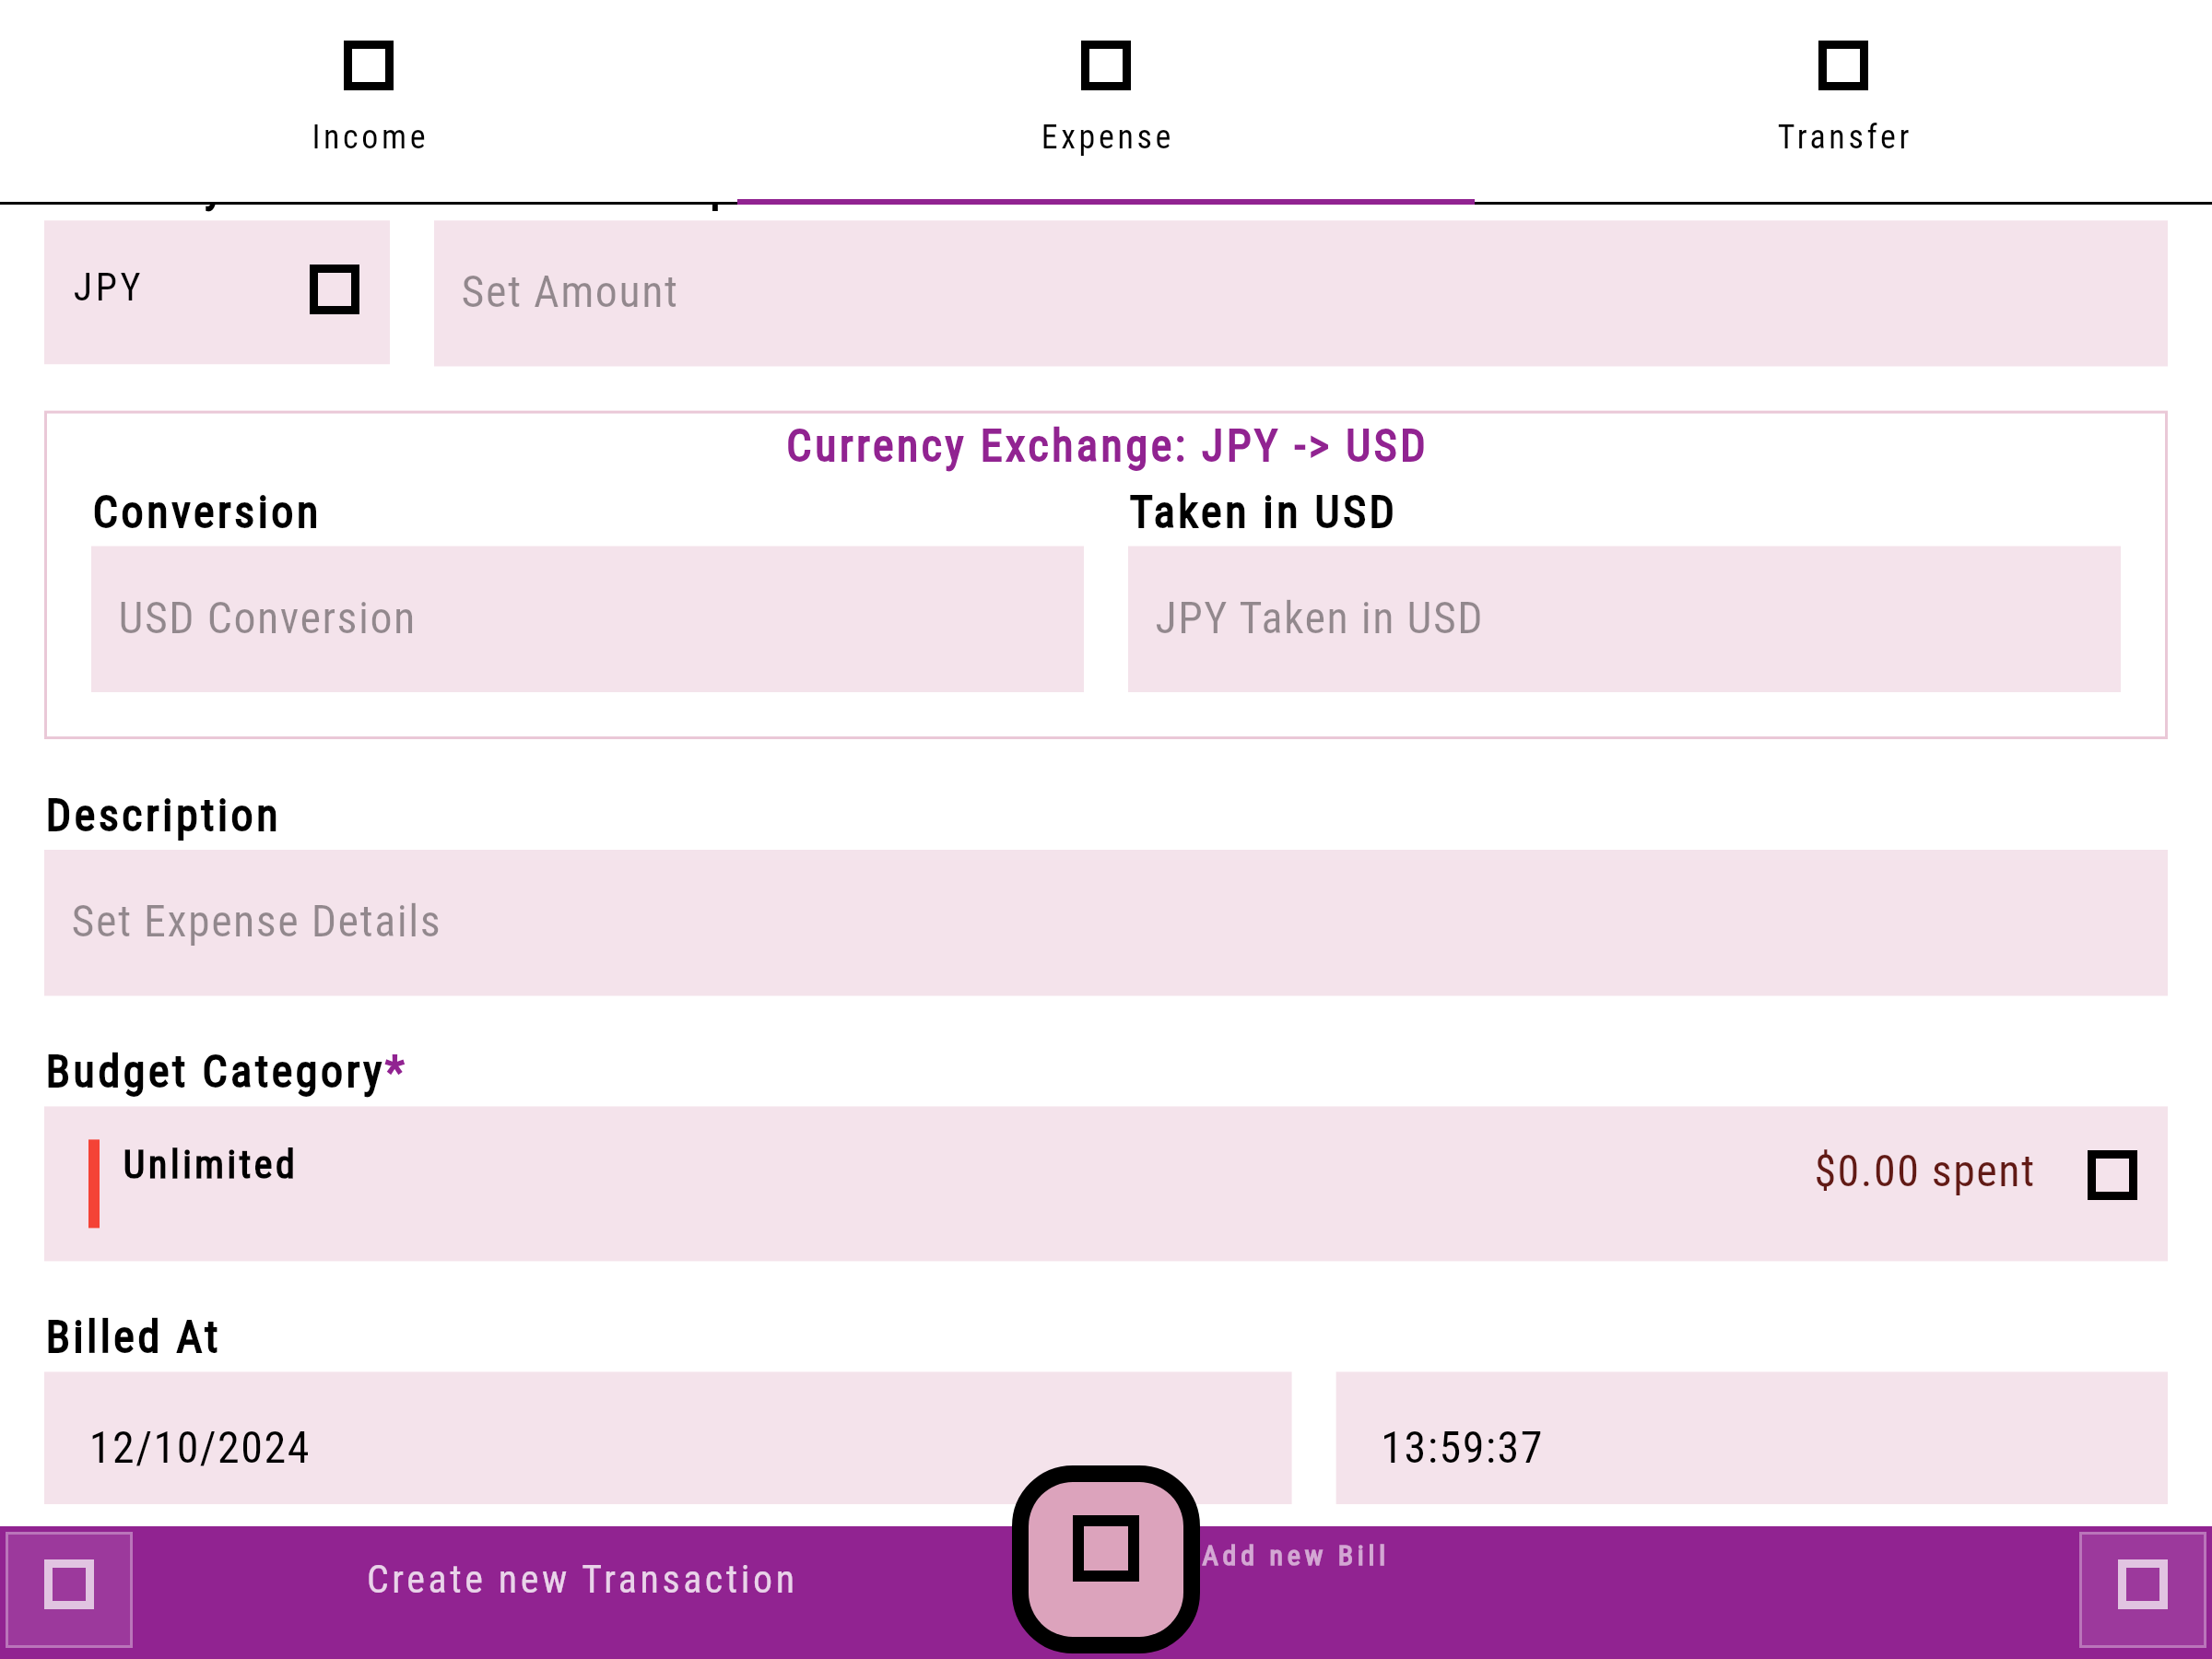 Income Expense Transfer
JPY Set Amount
Currency Exchange: JPY -> USD
Conversion Taken in USD
USD Conversion JPY Taken in USD
Description
Set Expense Details
Budget Category*
Unlimited $0.00 spent
Billed At
12/10/2024 13:59:37
Create new Transaction Add new Bill